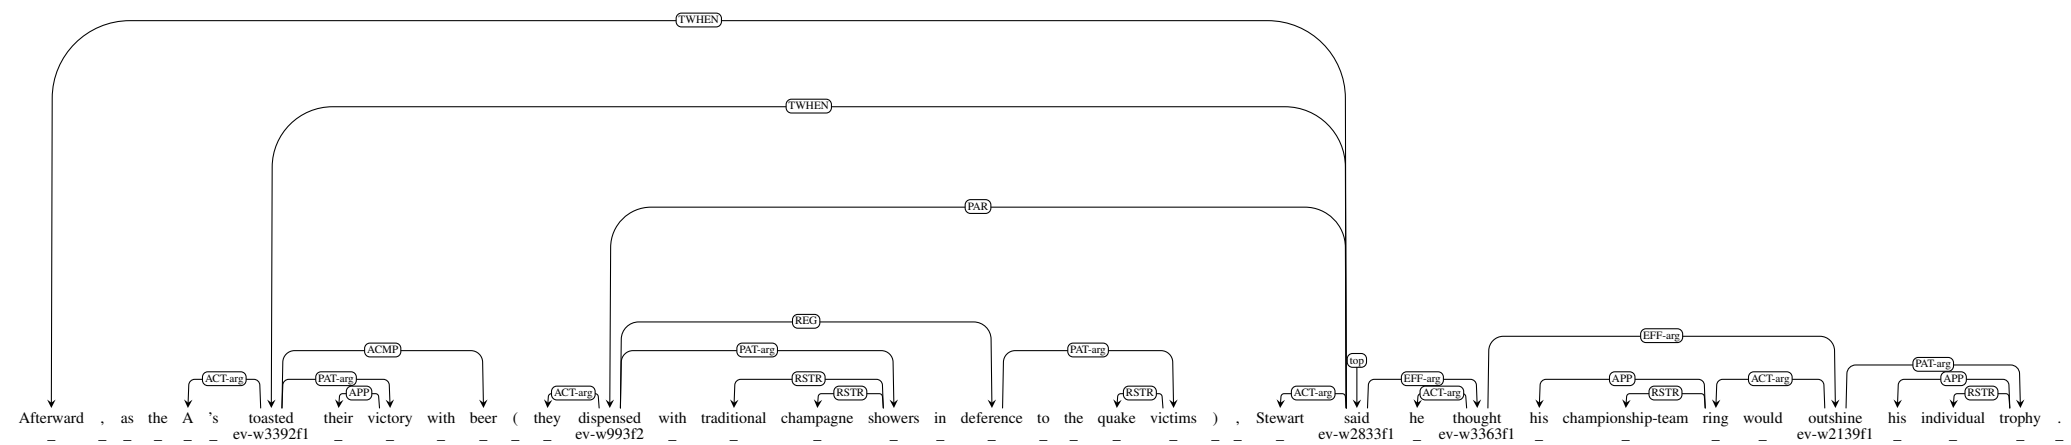 TWHEN
TWHEN
PAR
REG
EFF-arg
ACMP PAT-arg PAT-arg top PAT-arg
ACT-arg PAT-arg RSTR EFF-arg APP ACT-arg APP
APP ACT-arg RSTR RSTR ACT-arg ACT-arg RSTR RSTR
Afterward , as the A 's toasted their victory with beer ( they dispensed with traditional champagne showers in deference to the quake victims ) , Stewart said he thought his championship-team ring would outshine his individual trophy .
_ _ _ _ _ _ ev-w3392f1 _ _ _ _ _ _ ev-w993f2 _ _ _ _ _ _ _ _ _ _ _ _ _ ev-w2833f1 _ ev-w3363f1 _ _ _ _ ev-w2139f1 _ _ _ _